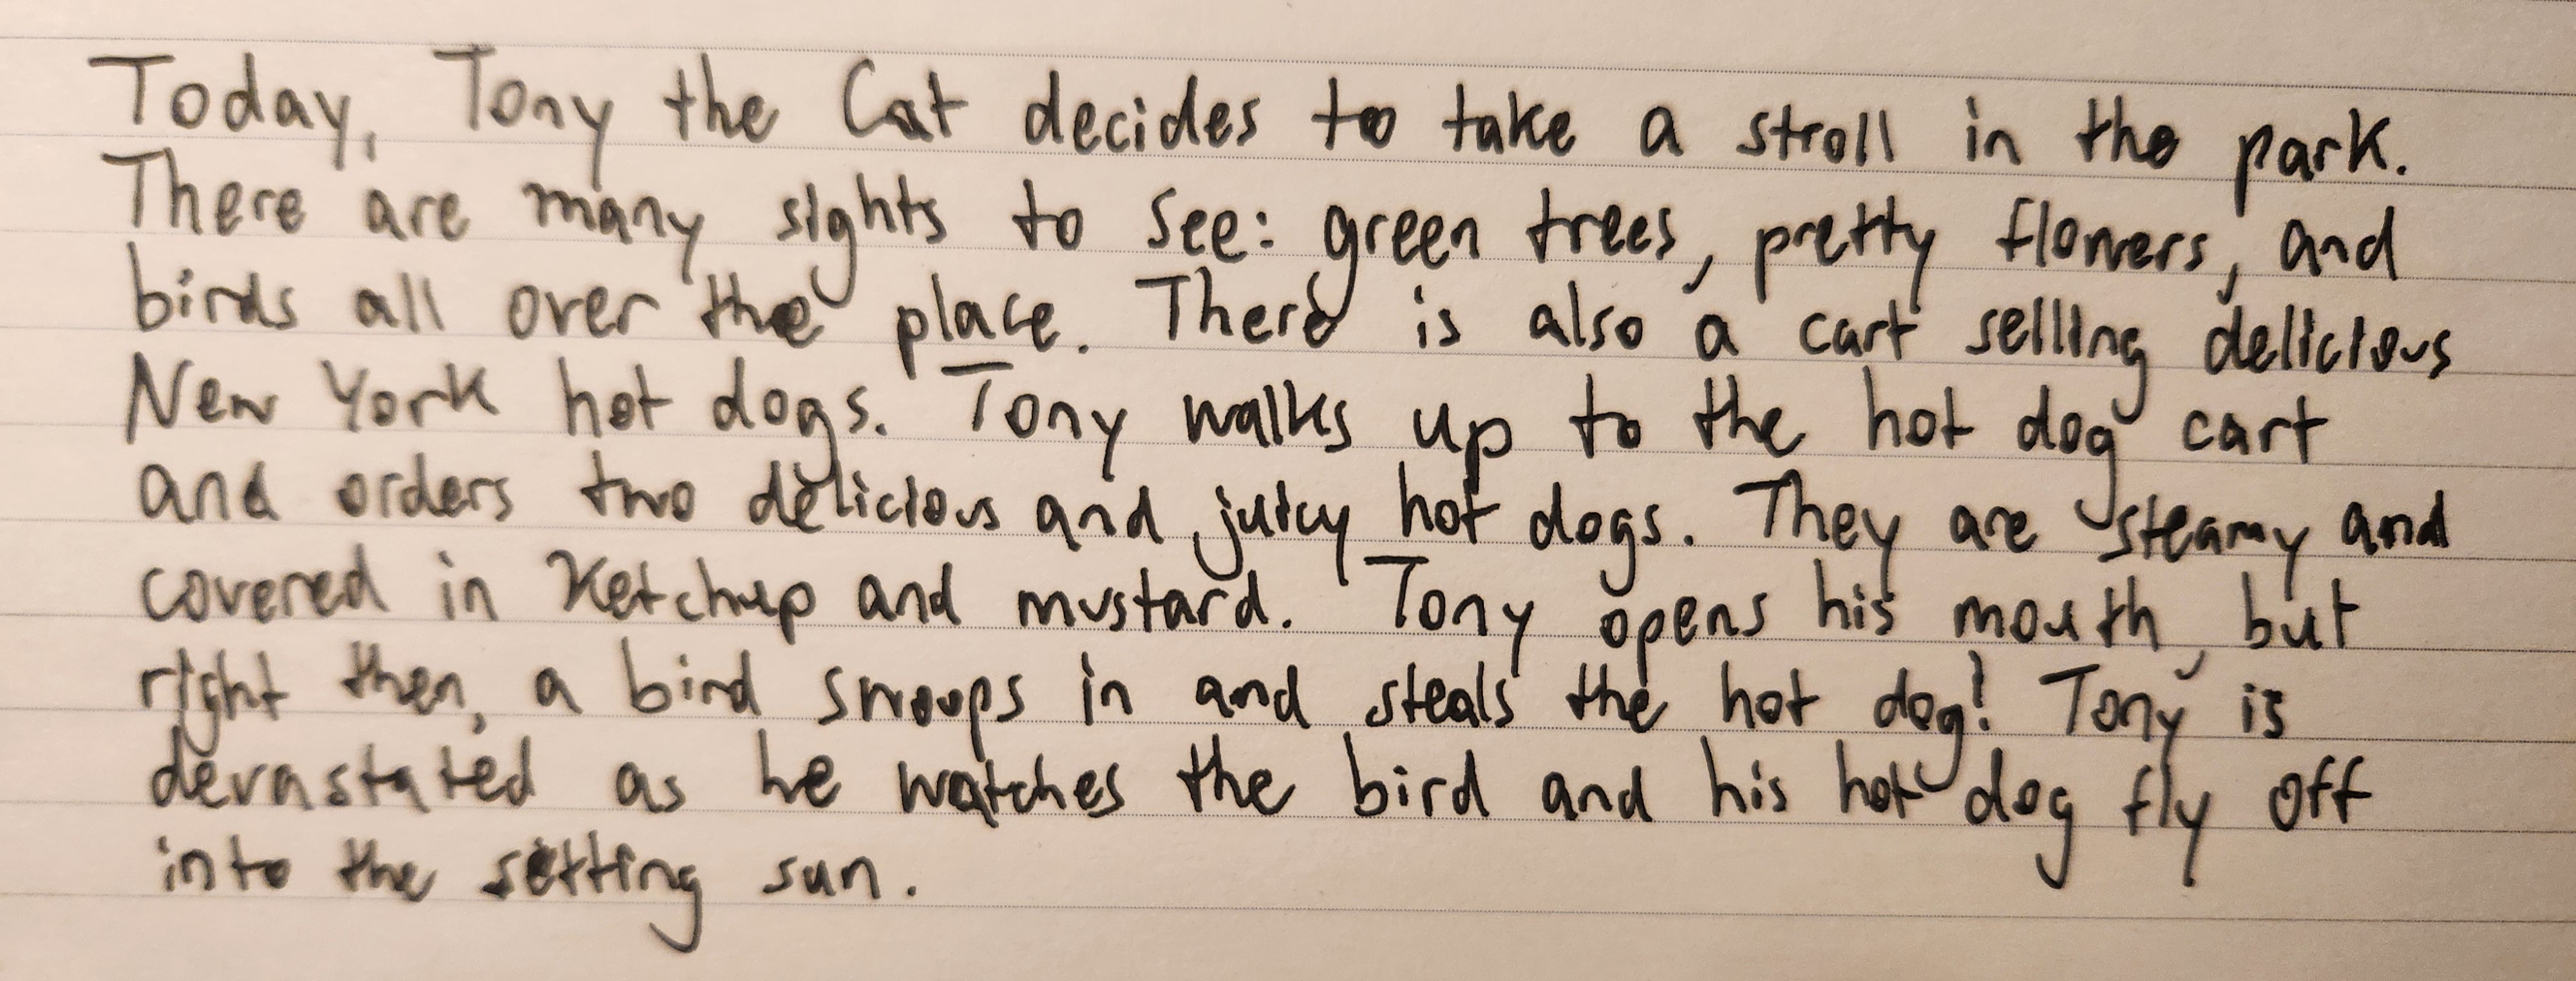 Today, Tony the Cat decides to take a stroll in the park.
There are many sights to see: green trees, pretty flowers, and
birds all over the place. There is also a cart selling delicious
New York hot dogs. Tony walks up to the hot dog cart
and orders two delicious and juicy hot dogs. They are steamy and
covered in ketchup and mustard. Tony opens his mouth, but
right then, a bird swoops in and steals the hot dog! Tony is
devastated as he watches the bird and his hot dog fly off
into the setting sun.